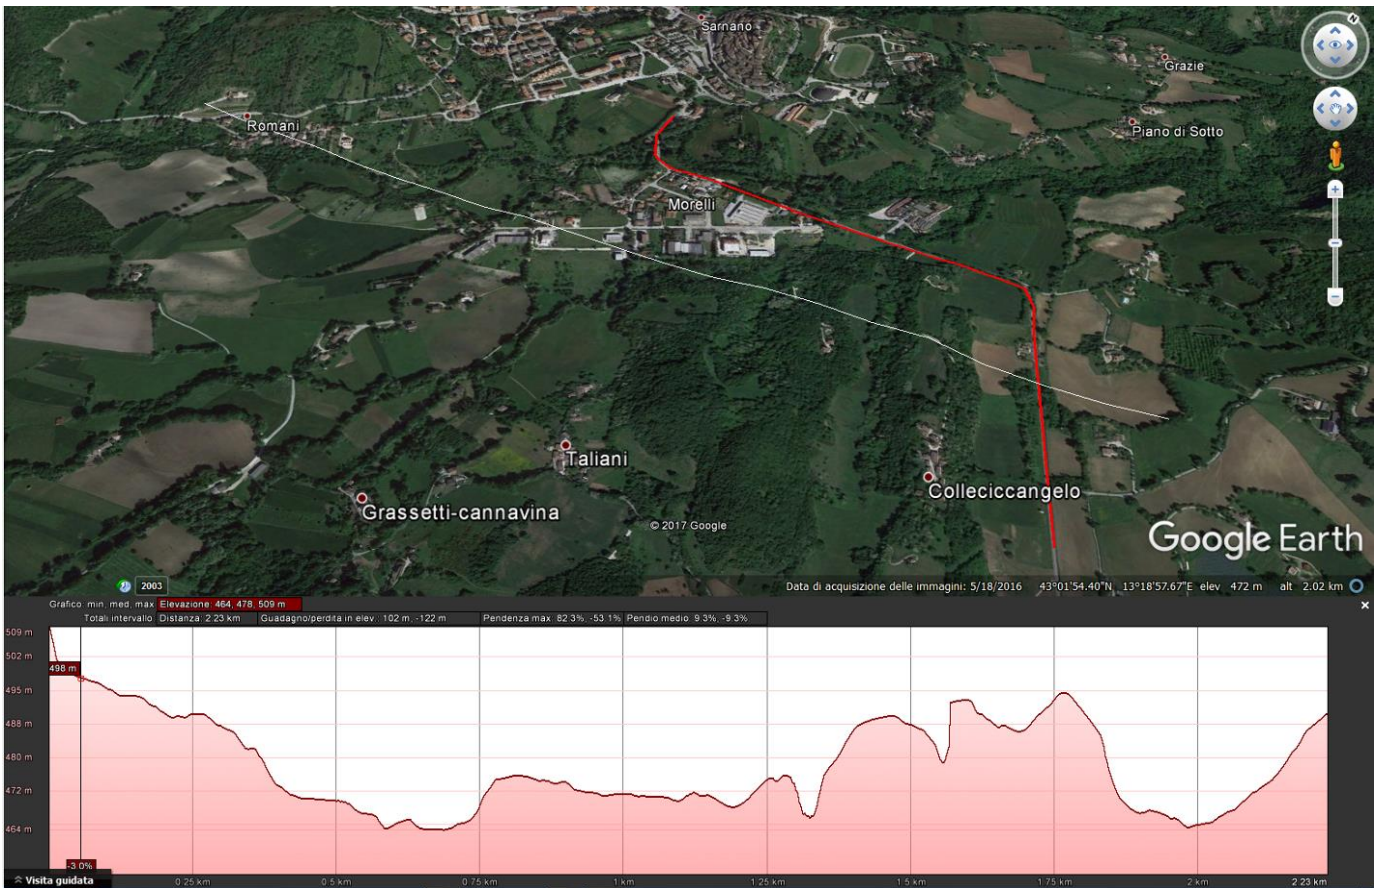 Sarnano
N
Grazie
Romani
Piano di Sotto
Morelli
Taliani
Colleciccangelo
Grassetti-cannavina
© 2017 Google
Google Earth
2003
Data di acquisizione delle immagini: 5/18/2016 43°01'54.40"N 13°18'57.67"E elev 472 m alt 2.02 km
Grafico: min, med, max Elevazione: 464, 478, 509 m
Totali intervallo: Distanza: 2.23 km Guadagno/perdita in elev.: 102 m, -122 m Pendenza max: 82.3%, -53.1% Pendio medio: 9.3%, -9.3%
509 m
502 m
498 m
495 m
488 m
480 m
472 m
464 m
-3.0%
Visita guidata
0.25 km
0.5 km
0.75 km
1 km
1.25 km
1.5 km
1.75 km
2 km
2.23 km